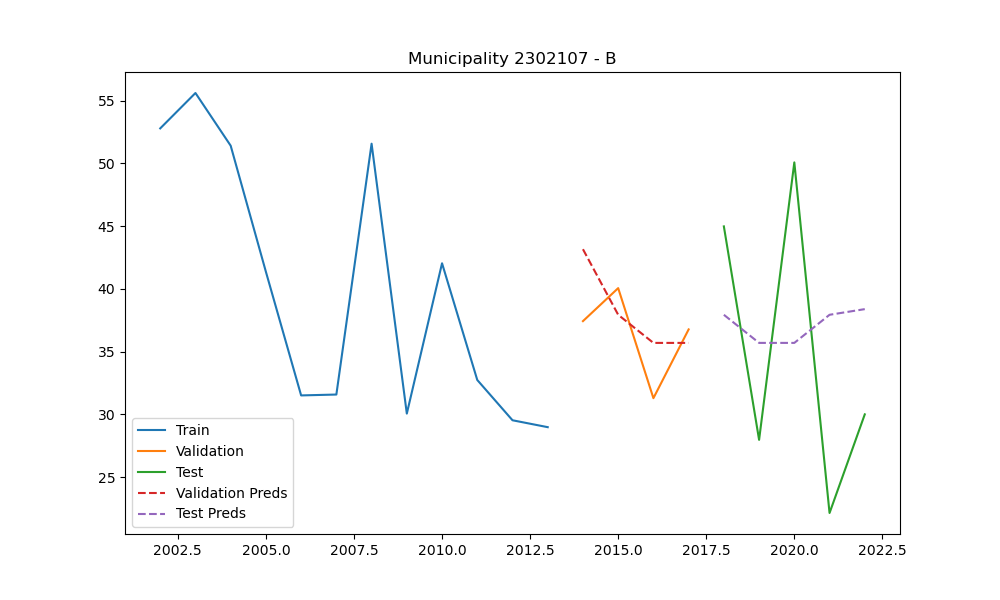 Municipality 2302107 - B
55
50
45
40
35
30
25
Train
Validation
Test
Validation Preds
Test Preds
2002.5 2005.0 2007.5 2010.0 2012.5 2015.0 2017.5 2020.0 2022.5